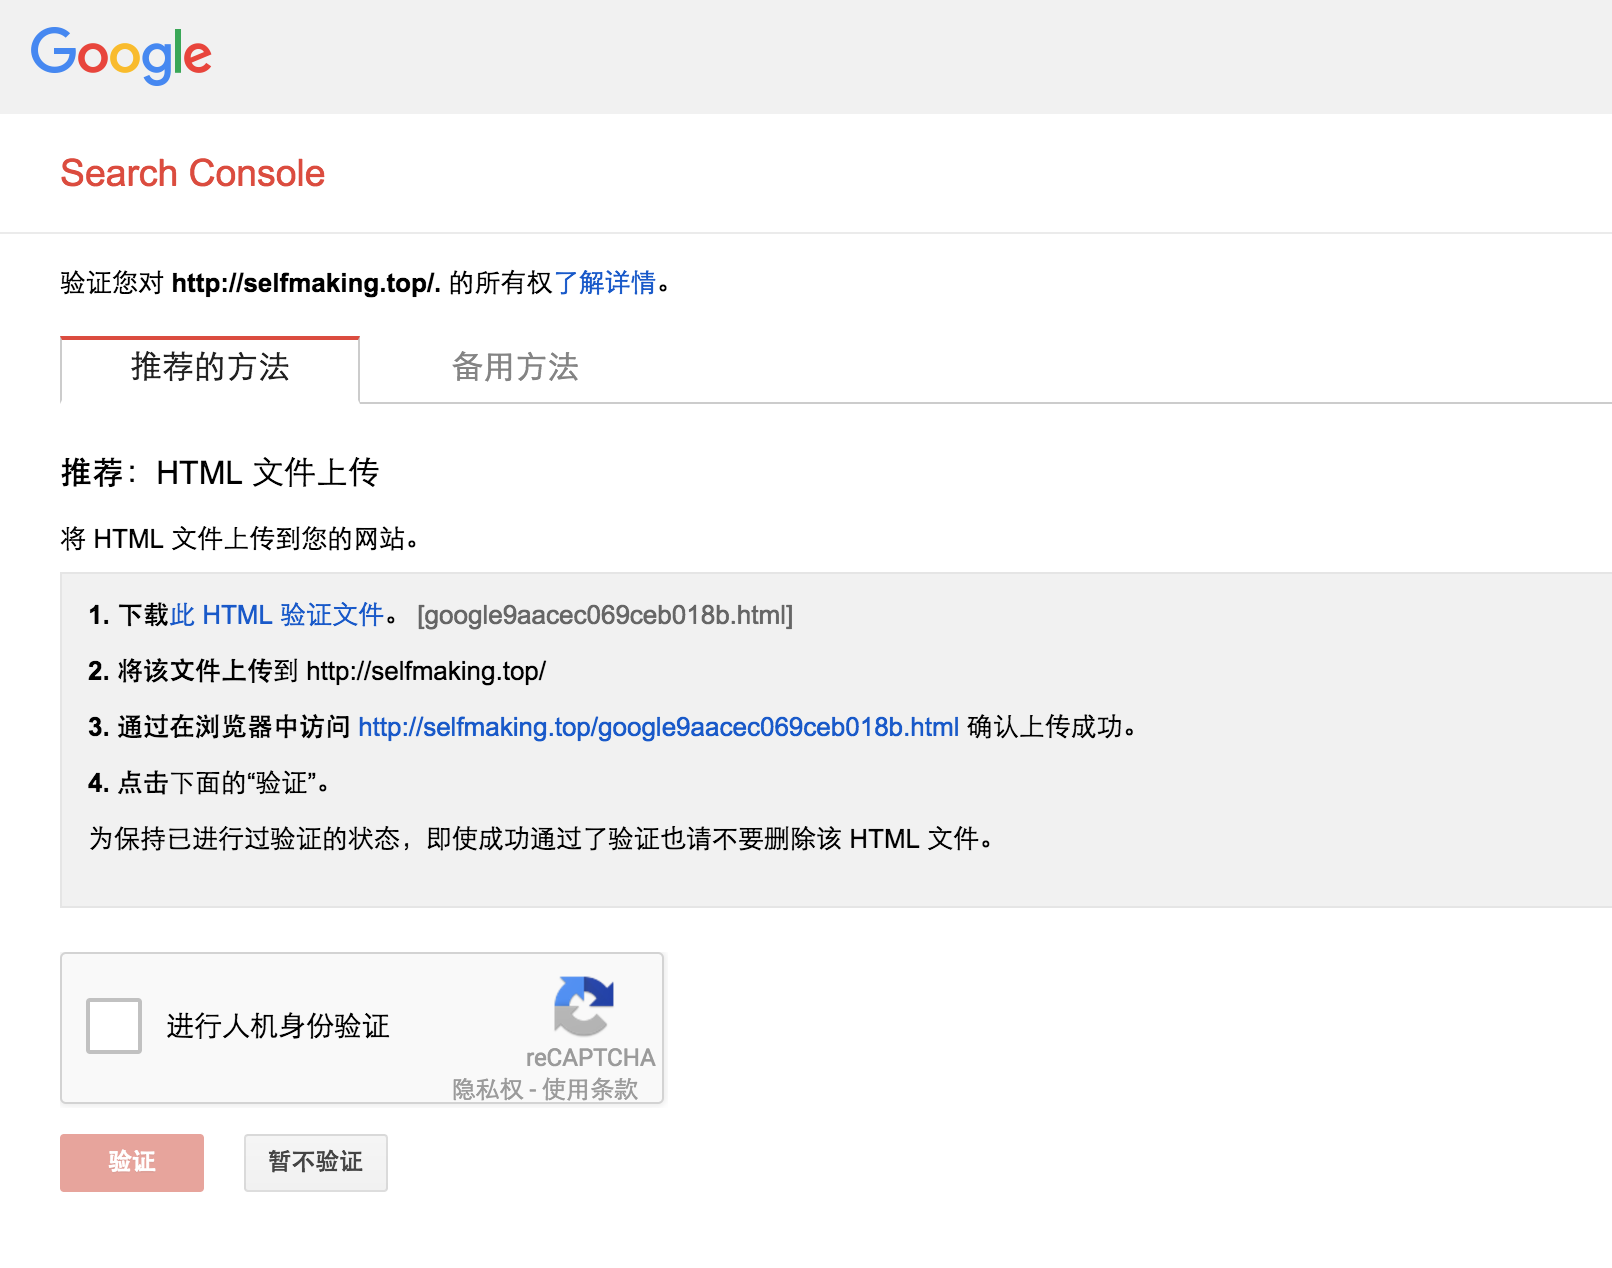 Google
Search Console
验证您对 http://selfmaking.top/. 的所有权了解详情。
推荐的方法 备用方法
推荐：HTML 文件上传
将 HTML 文件上传到您的网站。
1. 下载此 HTML 验证文件。 [google9aacec069ceb018b.html]
2. 将该文件上传到 http://selfmaking.top/
3. 通过在浏览器中访问 http://selfmaking.top/google9aacec069ceb018b.html 确认上传成功。
4. 点击下面的“验证”。
为保持已进行过验证的状态，即使成功通过了验证也请不要删除该 HTML 文件。
进行人机身份验证
reCAPTCHA
隐私权 - 使用条款
验证 暂不验证